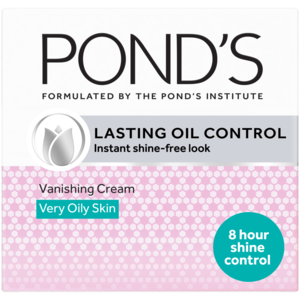 POND'S
FORMULATED BY THE POND'S INSTITUTE
LASTING OIL CONTROL
Instant shine-free look
Vanishing Cream
Very Oily Skin
8 hour
shine
control